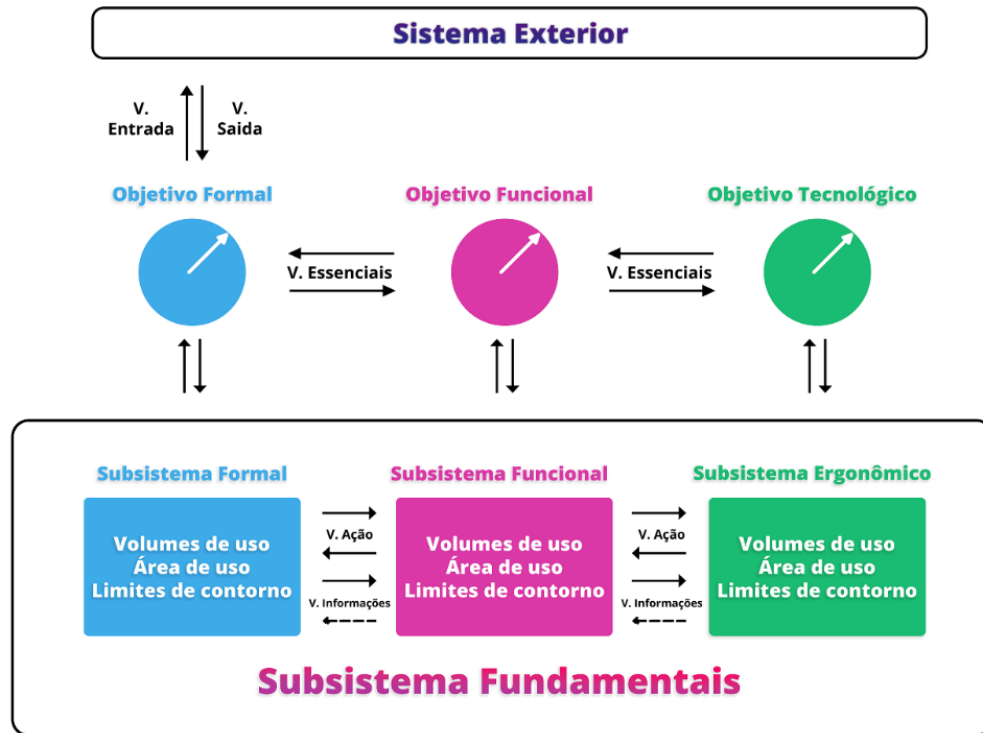 Sistema Exterior
V.
Entrada
V.
Saida
Objetivo Formal
Objetivo Funcional
Objetivo Tecnológico
V. Essenciais
V. Essenciais
Subsistema Formal
Subsistema Funcional
Subsistema Ergonômico
Volumes de uso
Área de uso
Limites de contorno
V. Ação
V. Informações
Volumes de uso
Área de uso
Limites de contorno
V. Ação
V. Informações
Volumes de uso
Área de uso
Limites de contorno
Subsistema Fundamentais